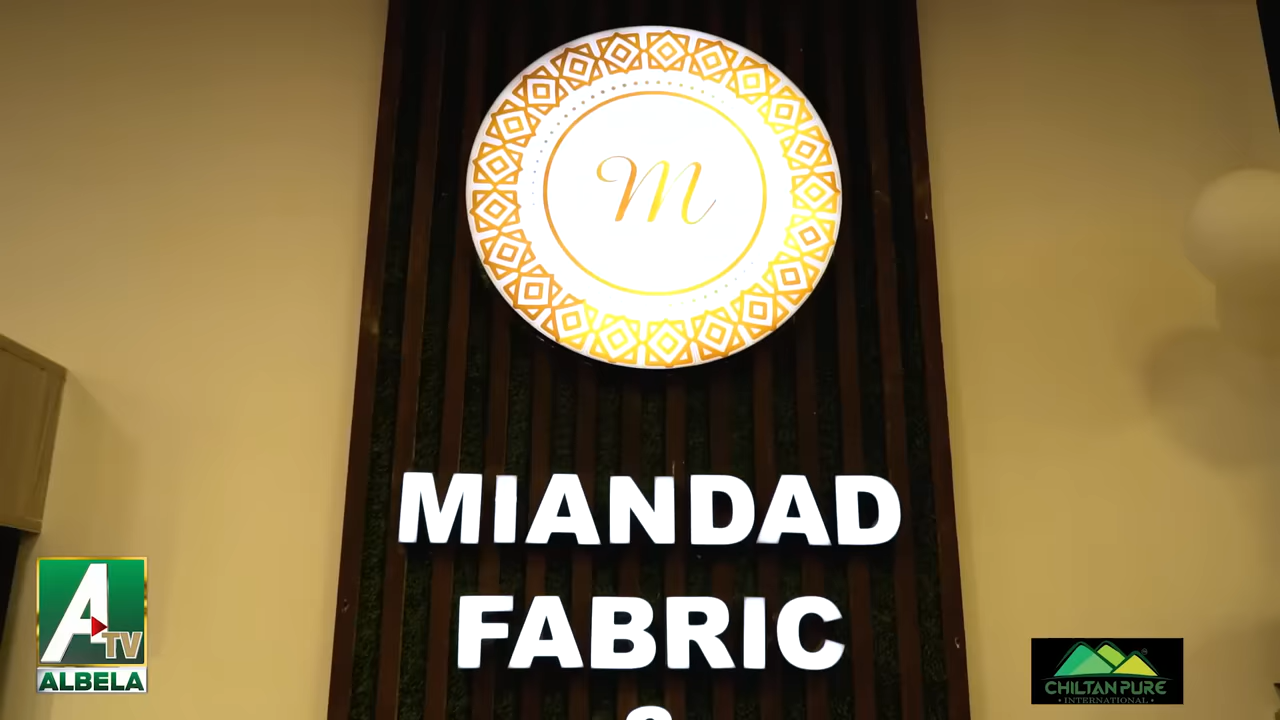 M
MIANDAD
FABRIC
ATV
ALBELA
CHILTAN PURE
INTERNATIONAL